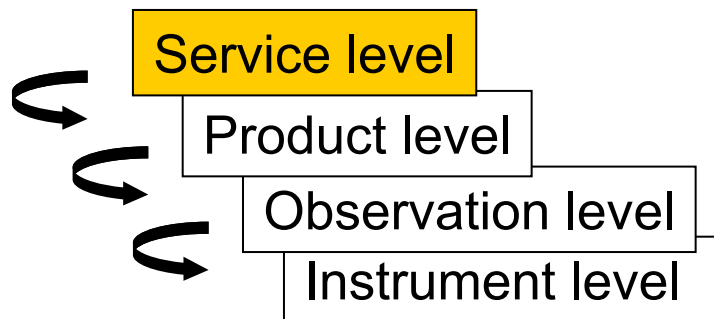 Service level
Product level
Observation level
Instrument level